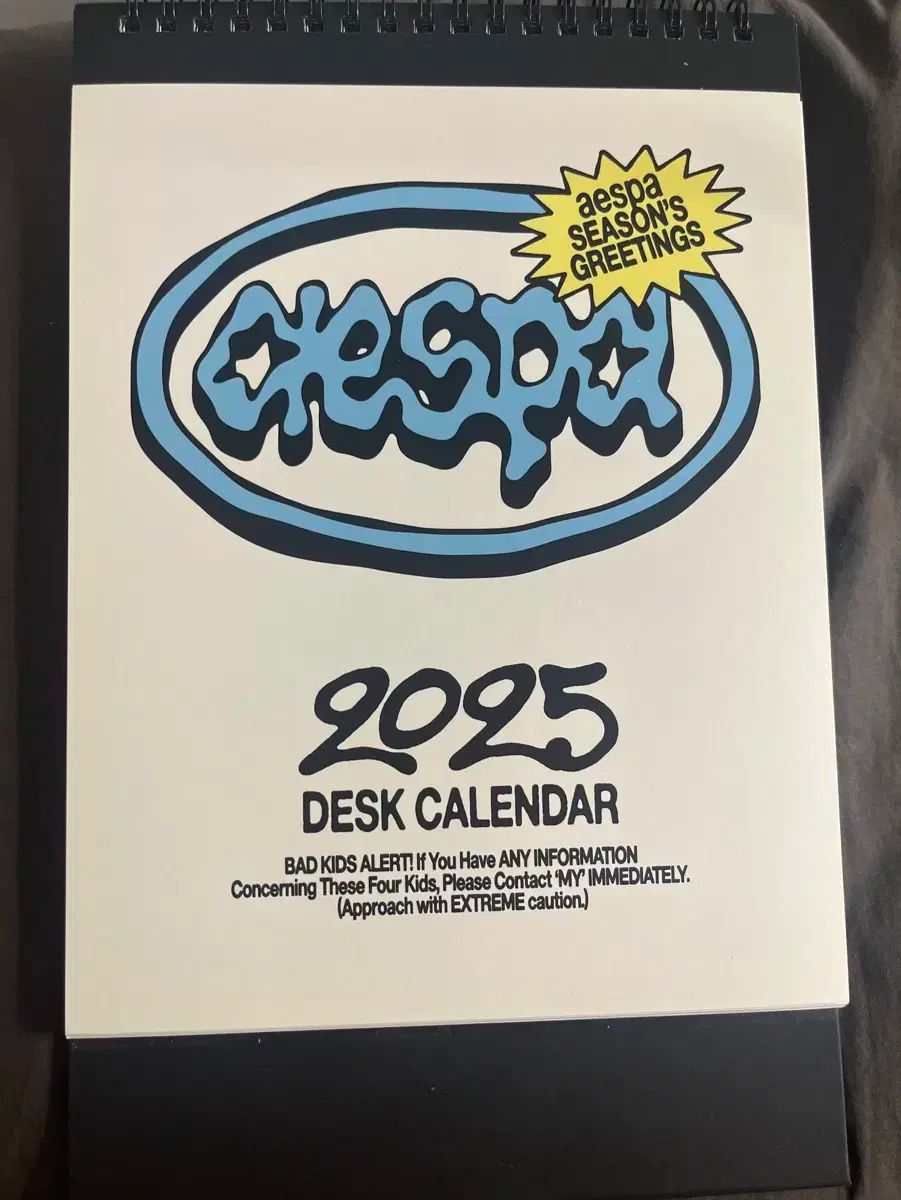 aespa
SEASON'S
GREETINGS
aespa
2025
DESK CALENDAR
BAD KIDS ALERT! If You Have ANY INFORMATION
Concerning These Four Kids, Please Contact 'MY' IMMEDIATELY.
(Approach with EXTREME caution.)